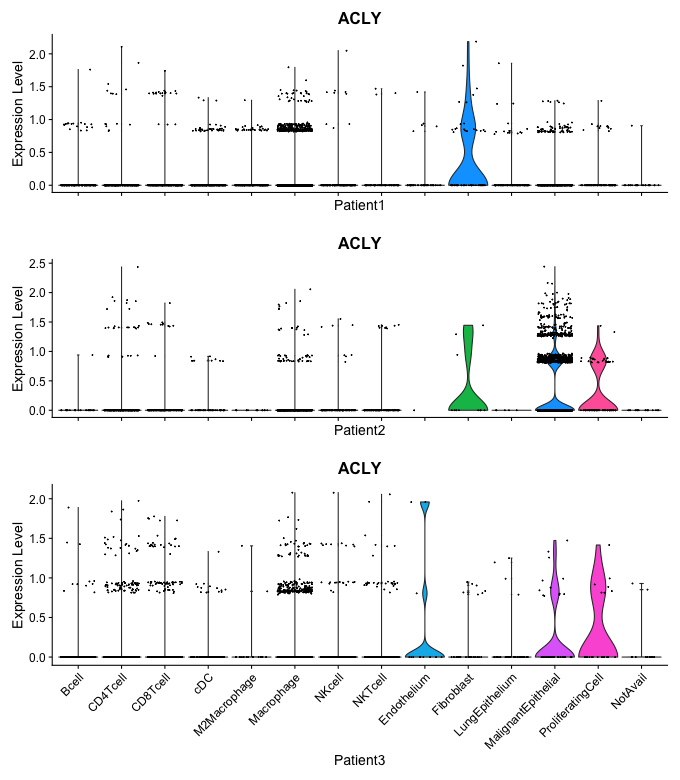 ACLY
Expression Level
2.0
1.5
1.0
0.5
0.0
Patient1
ACLY
Expression Level
2.5
2.0
1.5
1.0
0.5
0.0
Patient2
ACLY
Expression Level
2.0
1.5
1.0
0.5
0.0
Bcell
CD4Tcell
CD8Tcell
cDC
M2Macrophage
Macrophage
NKcell
NKTcell
Endothelium
Fibroblast
LungEpithelium
MalignantEpithelial
ProliferatingCell
NotAvail
Patient3